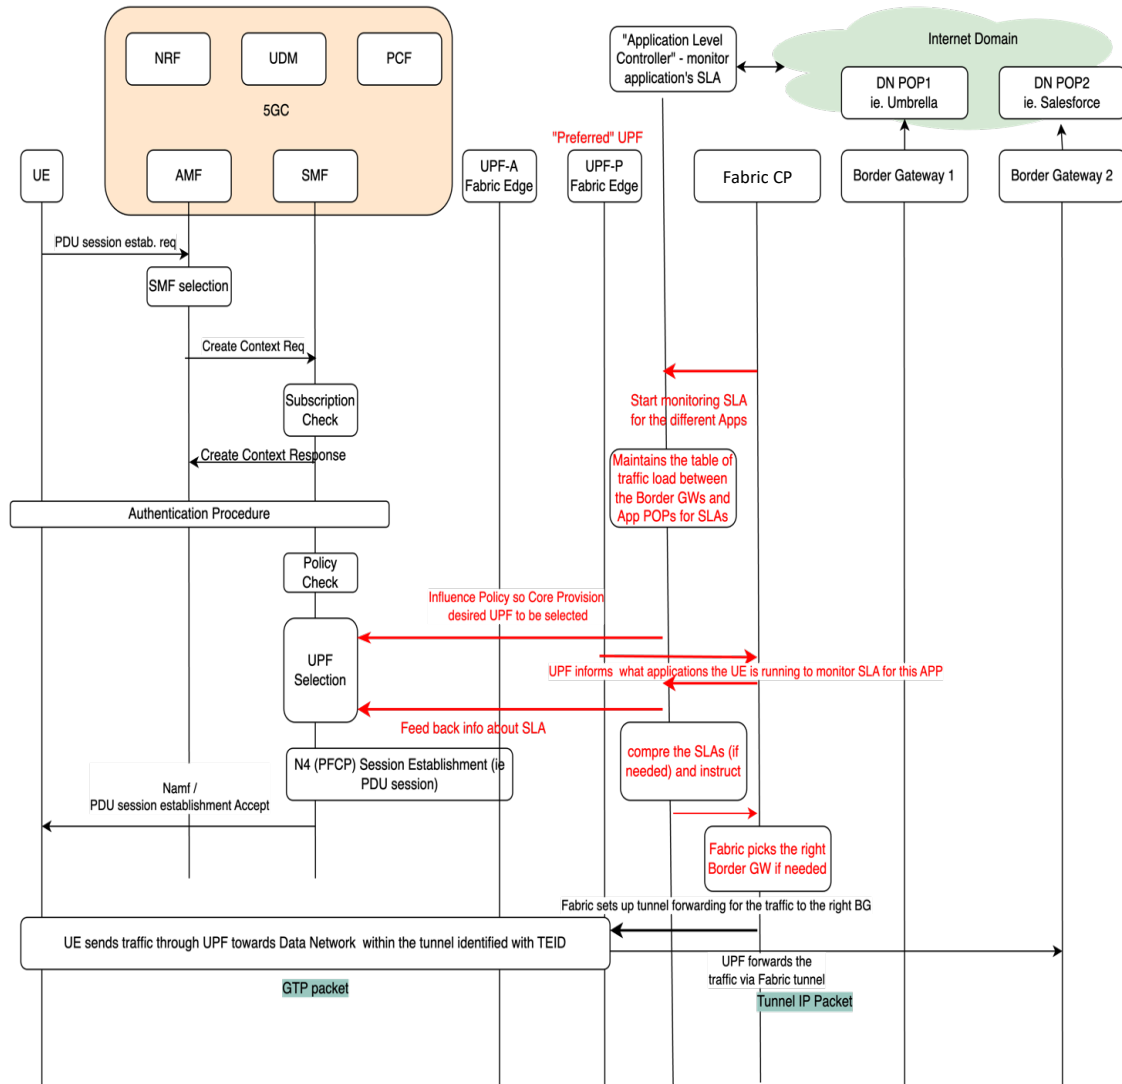 NRF
UDM
PCF
5GC
"Application Level
Controller" - monitor
application's SLA
Internet Domain
DN POP1
ie. Umbrella
DN POP2
ie. Salesforce
"Preferred" UPF
UE
AMF
SMF
UPF-A
Fabric Edge
UPF-P
Fabric Edge
Fabric CP
Border Gateway 1
Border Gateway 2
PDU session estab. req
SMF selection
Create Context Req
Subscription
Check
Start monitoring SLA
for the different Apps
Create Context Response
Maintains the table of
traffic load between
the Border GWs and
App POPs for SLAs
Authentication Procedure
Policy
Check
Influence Policy so Core Provision
desired UPF to be selected
UPF
Selection
UPF informs what applications the UE is running to monitor SLA for this APP
Feed back info about SLA
compre the SLAs (if
needed) and instruct
N4 (PFCP) Session Establishment (ie
PDU session)
Namf /
PDU session establishment Accept
Fabric picks the right
Border GW if needed
Fabric sets up tunnel forwarding for the traffic to the right BG
UE sends traffic through UPF towards Data Network within the tunnel identified with TEID
UPF forwards the
traffic via Fabric tunnel
GTP packet
Tunnel IP Packet